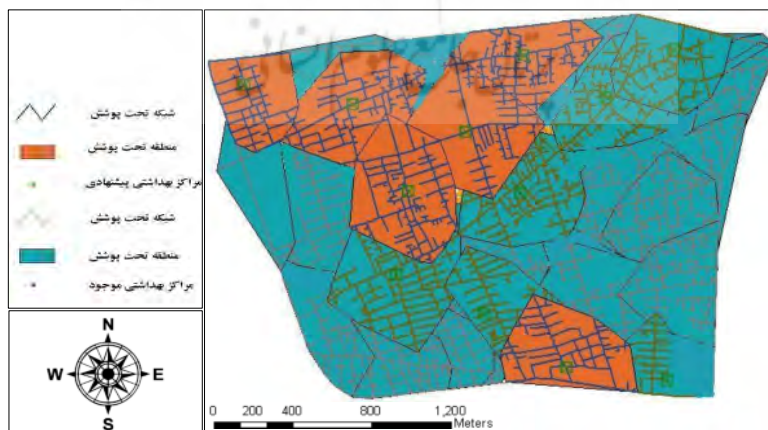 شبکه تحت پوشش
منطقه تحت پوشش
مراکز بهداشتی پیشنهادی
شبکه تحت پوشش
منطقه تحت پوشش
مراکز بهداشتی موجود
N
W E
S
0 200 400 800 1,200
Meters